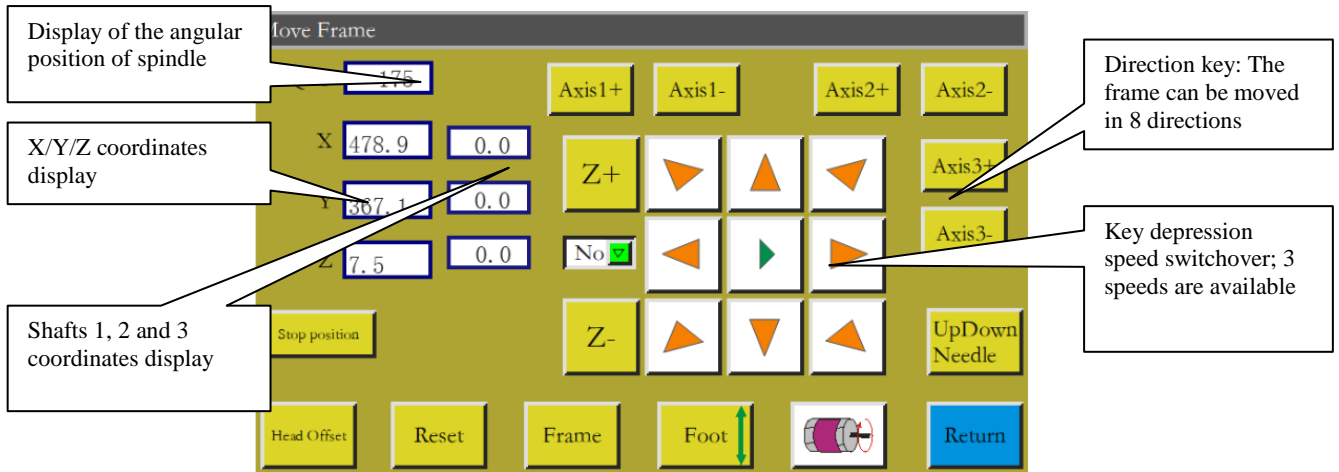 Display of the angular
position of spindle
X/Y/Z coordinates
display
Shafts 1, 2 and 3
coordinates display
Move Frame
175
X 478.9 0.0
Y 367.1 0.0
Z 7.5 0.0
Axis1+ Axis1- Axis2+ Axis2-
Z+
Axis3+
No
Axis3-
Stop position
Z-
UpDown
Needle
Head Offset Reset Frame Foot Return
Direction key: The
frame can be moved
in 8 directions
Key depression
speed switchover; 3
speeds are available